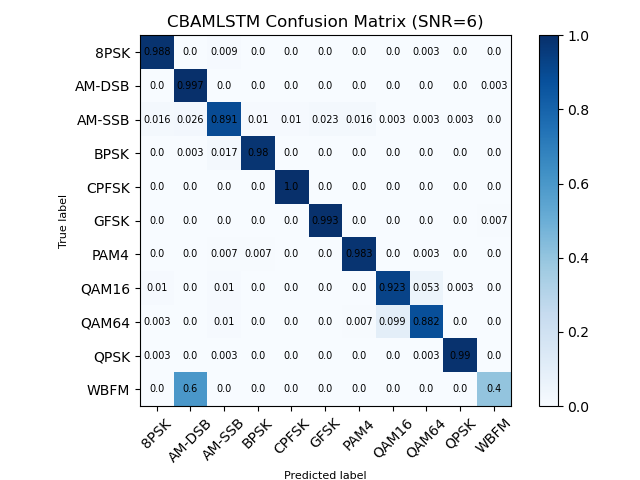 CBAMLSTM Confusion Matrix (SNR=6)
8PSK 0.988 0.0 0.009 0.0 0.0 0.0 0.0 0.0 0.003 0.0 0.0
AM-DSB 0.0 0.997 0.0 0.0 0.0 0.0 0.0 0.0 0.0 0.0 0.003
AM-SSB 0.016 0.026 0.891 0.01 0.01 0.023 0.016 0.003 0.003 0.003 0.0
BPSK 0.0 0.003 0.017 0.98 0.0 0.0 0.0 0.0 0.0 0.0 0.0
CPFSK 0.0 0.0 0.0 0.0 1.0 0.0 0.0 0.0 0.0 0.0 0.0
GFSK 0.0 0.0 0.0 0.0 0.0 0.993 0.0 0.0 0.0 0.0 0.007
PAM4 0.0 0.0 0.007 0.007 0.0 0.0 0.983 0.0 0.003 0.0 0.0
QAM16 0.01 0.0 0.01 0.0 0.0 0.0 0.0 0.923 0.053 0.003 0.0
QAM64 0.003 0.0 0.01 0.0 0.0 0.0 0.007 0.099 0.882 0.0 0.0
QPSK 0.003 0.0 0.003 0.0 0.0 0.0 0.0 0.0 0.003 0.99 0.0
WBFM 0.0 0.6 0.0 0.0 0.0 0.0 0.0 0.0 0.0 0.0 0.4
8PSK AM-DSB AM-SSB BPSK CPFSK GFSK PAM4 QAM16 QAM64 QPSK WBFM
Predicted label
True label
1.0
0.8
0.6
0.4
0.2
0.0